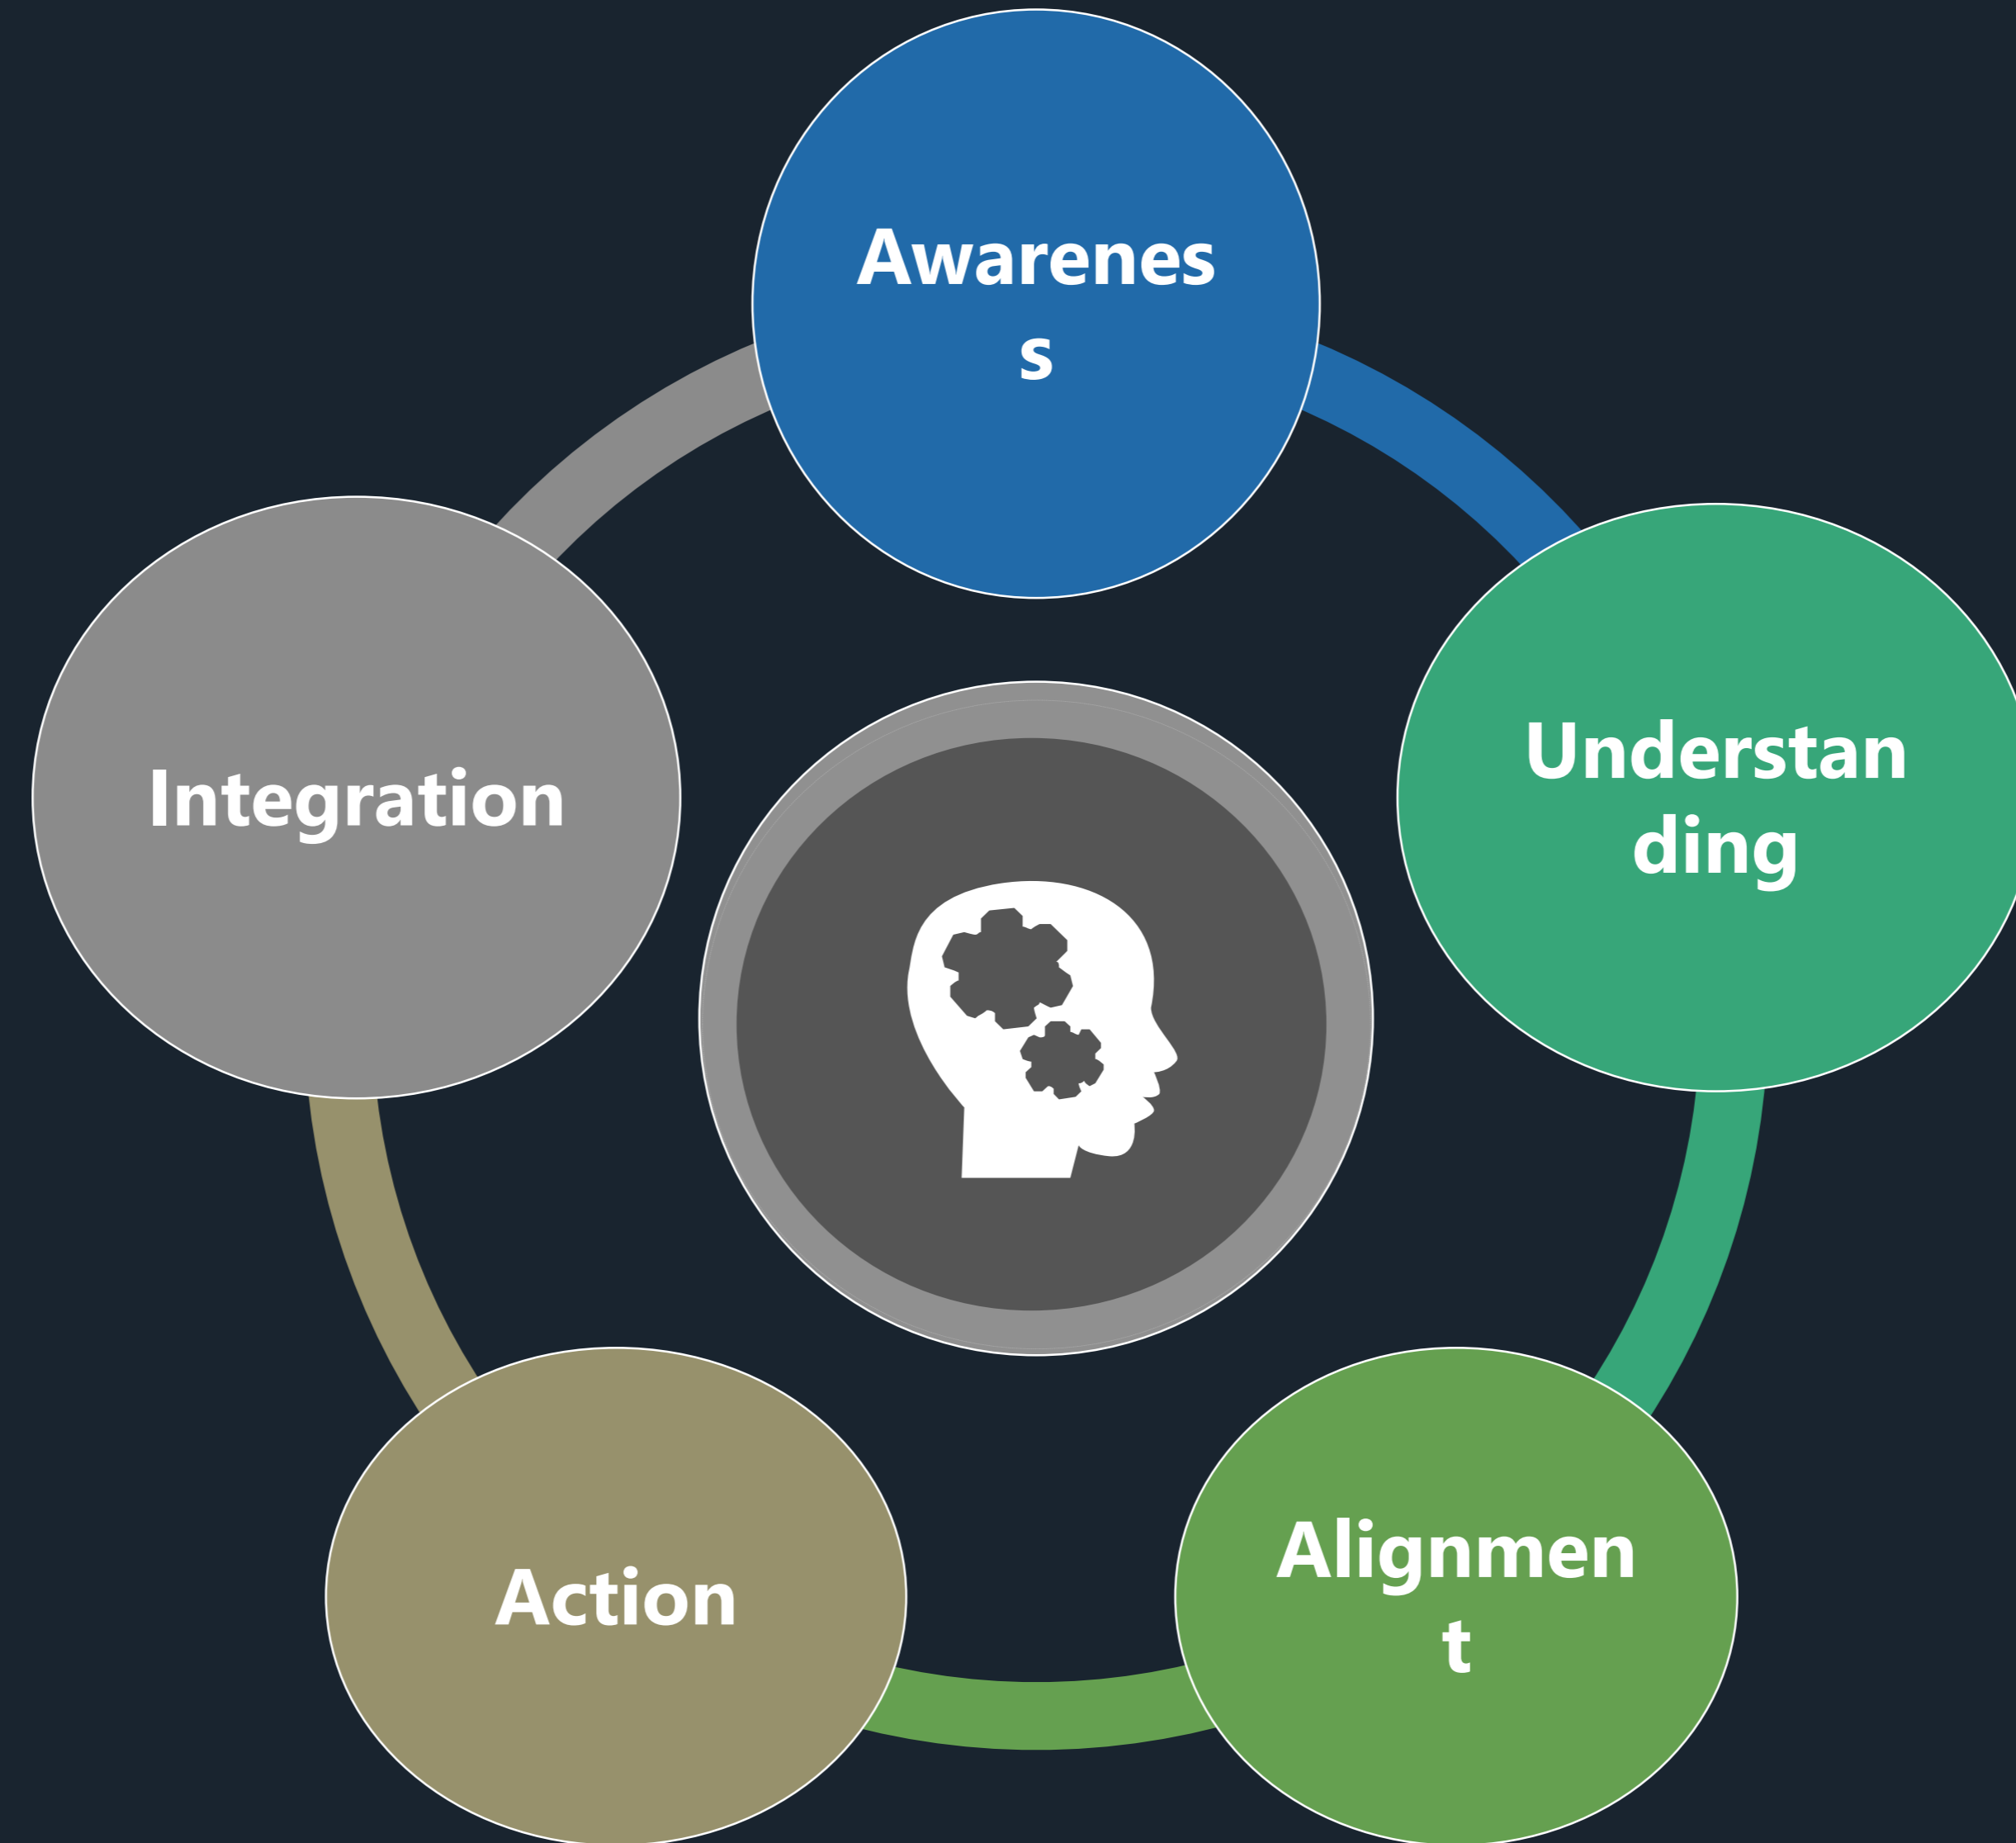 Awarenes
s
Understan
ding
Alignmen
t
Action
Integration